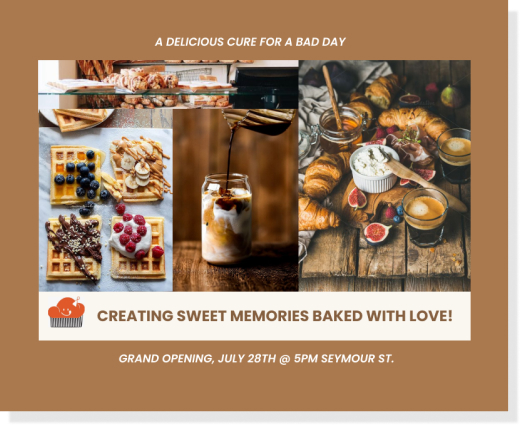 A DELICIOUS CURE FOR A BAD DAY
CREATING SWEET MEMORIES BAKED WITH LOVE!
GRAND OPENING, JULY 28TH @ 5PM SEYMOUR ST.